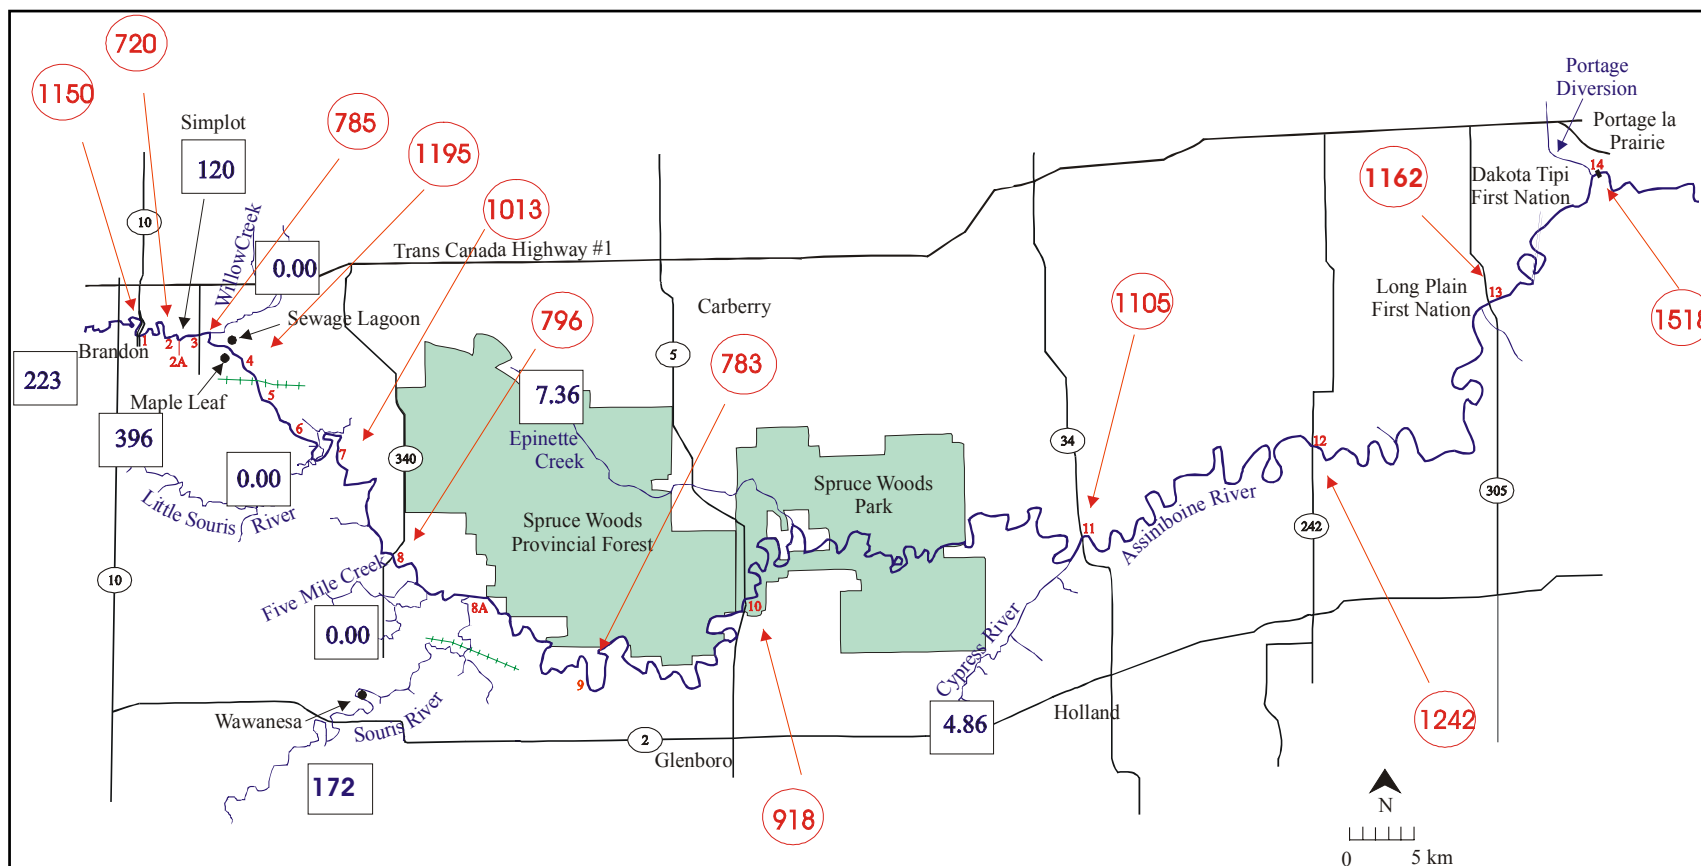 720
1150
Simplot
785
120
1195
10
1013
WillowCreek
0.00
Trans Canada Highway #1
Sewage Lagoon
Brandon
1
2
2A
3
4
223
Maple Leaf
5
396
6
7
0.00
340
Little Souris River
796
Carberry
5
783
7.36
Epinette
Creek
Spruce Woods
Provincial Forest
Spruce Woods
Park
10
Five Mile Creek
8
8A
0.00
9
10
Wawanesa
Souris River
172
2
Glenboro
918
Cypress River
4.86
Holland
1105
34
11
Assiniboine River
12
242
1242
305
1162
Long Plain
First Nation
13
Dakota Tipi
First Nation
14
Portage
Diversion
Portage la
Prairie
1518
N
0 5 km